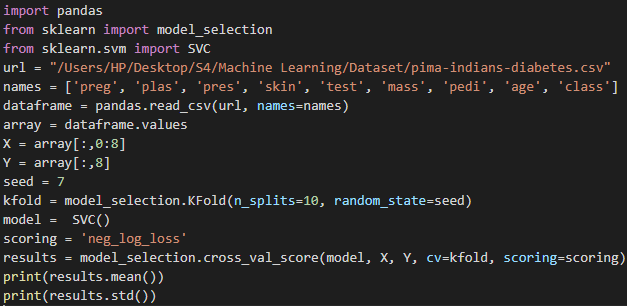 import pandas
from sklearn import model_selection
from sklearn.svm import SVC
url = "/Users/HP/Desktop/S4/Machine Learning/Dataset/pima-indians-diabetes.csv"
names = ['preg', 'plas', 'pres', 'skin', 'test', 'mass', 'pedi', 'age', 'class']
dataframe = pandas.read_csv(url, names=names)
array = dataframe.values
X = array[:,0:8]
Y = array[:,8]
seed = 7
kfold = model_selection.KFold(n_splits=10, random_state=seed)
model =  SVC()
scoring = 'neg_log_loss'
results = model_selection.cross_val_score(model, X, Y, cv=kfold, scoring=scoring)
print(results.mean())
print(results.std())